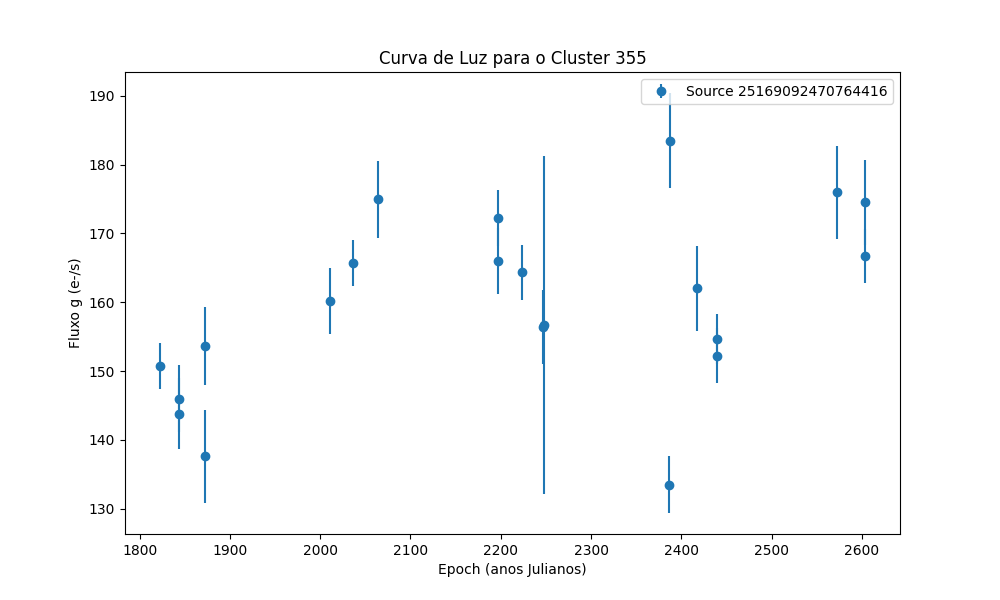 Curva de Luz para o Cluster 355
Source 25169092470764416
Fluxo g (e-/s)
190
180
170
160
150
140
130
1800 1900 2000 2100 2200 2300 2400 2500 2600
Epoch (anos Julianos)